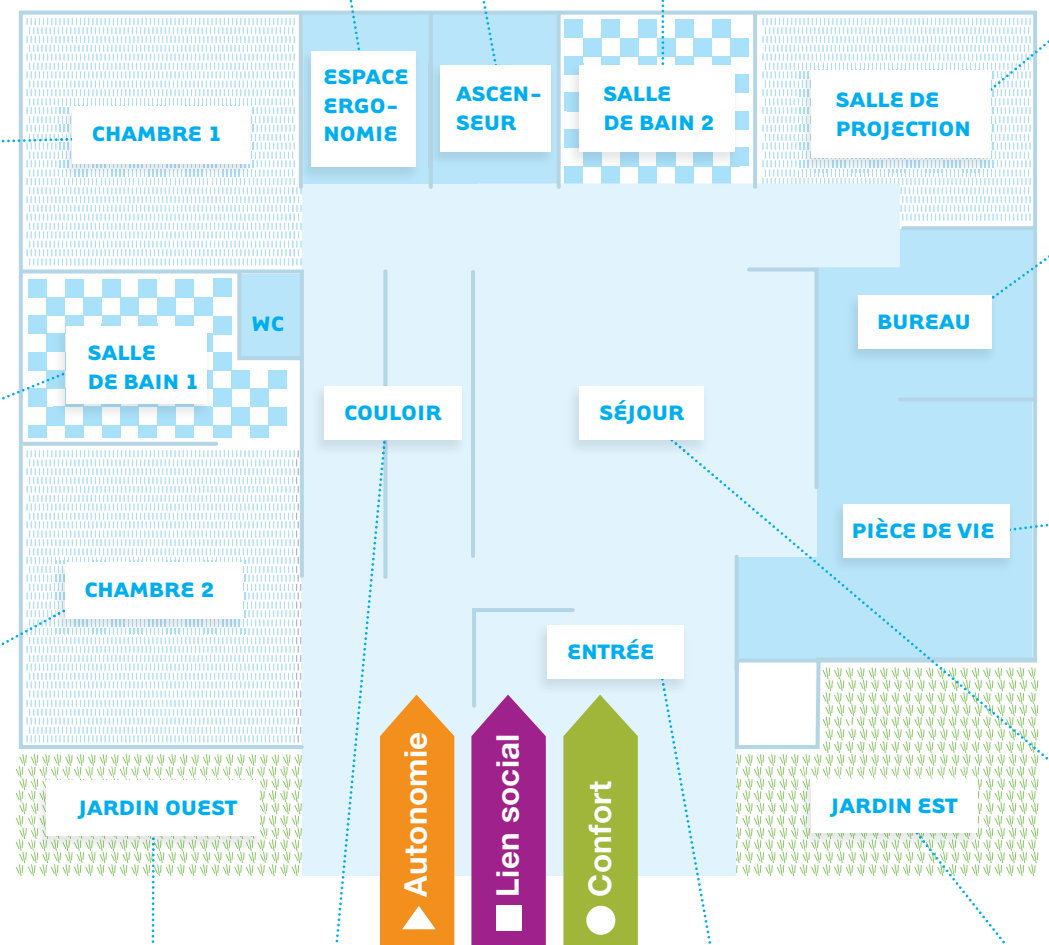 ESPACE
ERGO-
NOMIE
ASCEN-
SEUR
SALLE
DE BAIN 2
SALLE DE
PROJECTION
CHAMBRE 1
WC
BUREAU
SALLE
DE BAIN 1
COULOIR
SÉJOUR
PIÈCE DE VIE
CHAMBRE 2
ENTRÉE
JARDIN OUEST
Autonomie
Lien social
Confort
JARDIN EST